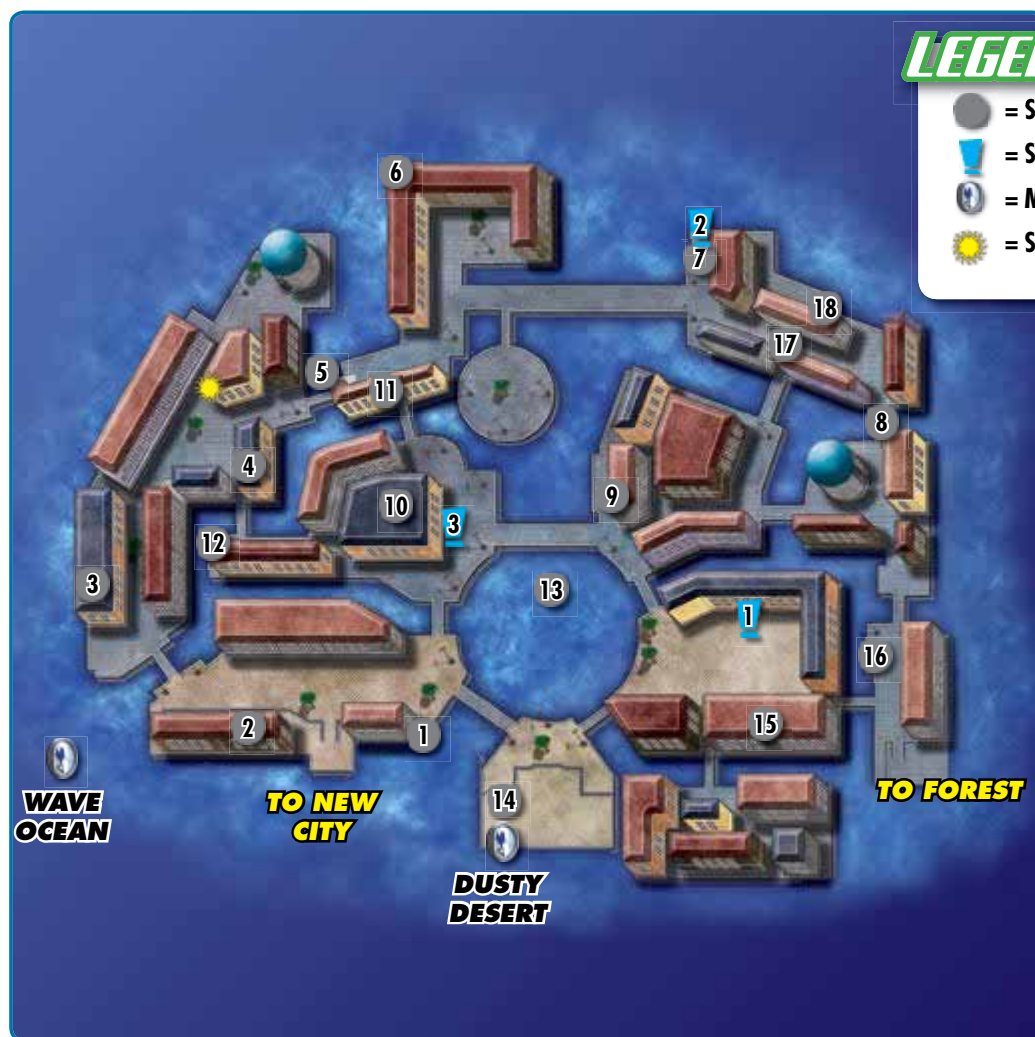 LEGE
= S
= S
= M
= S
6
2
7
18
17
5
11
8
4
9
10
3
12
13
3
1
16
2
1
15
14
WAVE
OCEAN
TO NEW
CITY
TO FOREST
DUSTY
DESERT